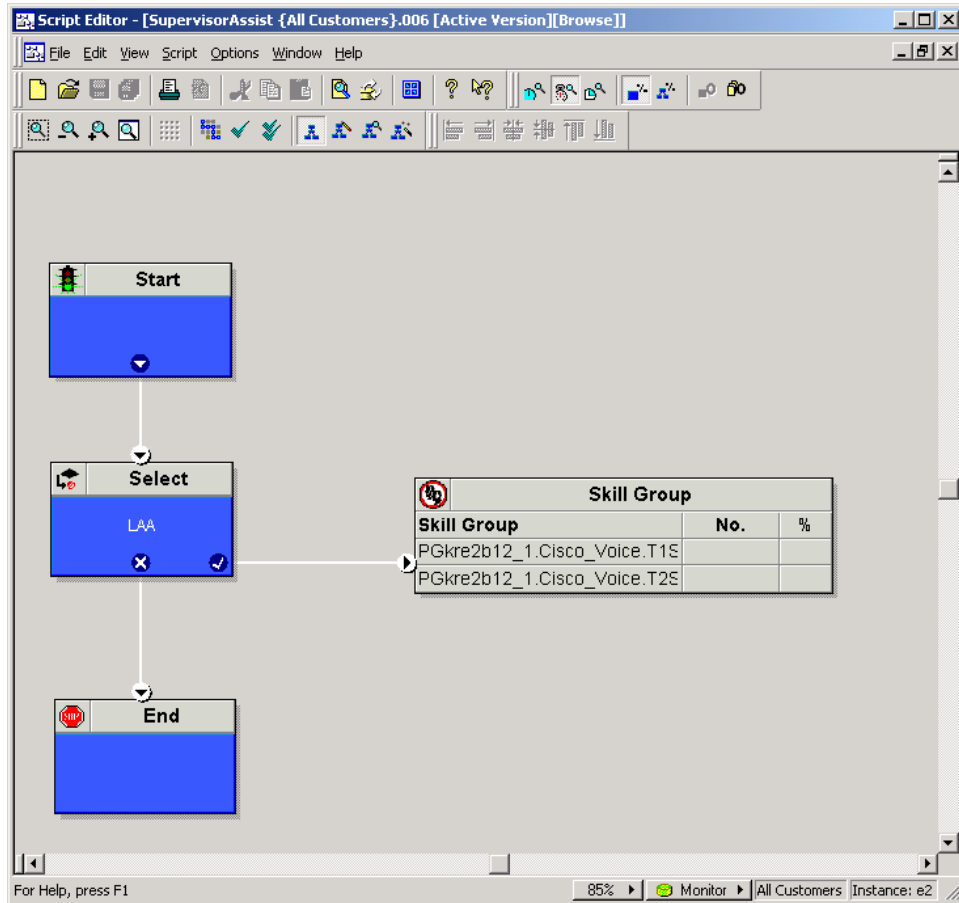 Script Editor - [SupervisorAssist {All Customers}.006 [Active Version][Browse]]
File Edit View Script Options Window Help
Start
Select
LAA
Skill Group
Skill Group No. %
PGkre2b12_1.Cisco_Voice.T1S
PGkre2b12_1.Cisco_Voice.T2S
End
For Help, press F1 85% Monitor All Customers Instance: e2